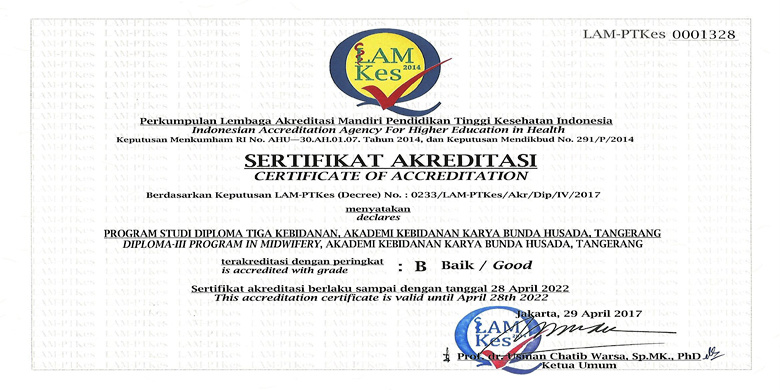 LAM-PTKes 0001328
LAM
Kes 2014
Perkumpulan Lembaga Akreditasi Mandiri Pendidikan Tinggi Kesehatan Indonesia
Indonesian Accreditation Agency For Higher Education in Health
Keputusan Menkumham RI No. AHU—30.AH.01.07. Tahun 2014, dan Keputusan Mendikbud No. 291/P/2014
SERTIFIKAT AKREDITASI
CERTIFICATE OF ACCREDITATION
Berdasarkan Keputusan LAM-PTKes (Decree) No. : 0233/LAM-PTKes/Akr/Dip/IV/2017
menyatakan
declares
PROGRAM STUDI DIPLOMA TIGA KEBIDANAN, AKADEMI KEBIDANAN KARYA BUNDA HUSADA, TANGERANG
DIPLOMA-III PROGRAM IN MIDWIFERY, AKADEMI KEBIDANAN KARYA BUNDA HUSADA, TANGERANG
terakreditasi dengan peringkat : B Baik / Good
is accredited with grade
Sertifikat akreditasi berlaku sampai dengan tanggal 28 April 2022
This accreditation certificate is valid until April 28th 2022
Jakarta, 29 April 2017
LAM
Kes
Prof. dr. Usman Chatib Warsa, Sp.MK., PhD
Ketua Umum